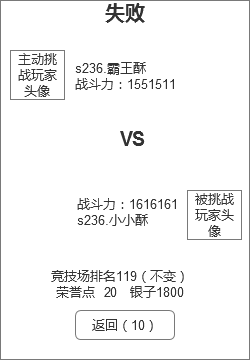 失败
主动挑
战玩家
头像
s236.霸王酥
战斗力：1551511
VS
战斗力：1616161
s236.小小酥
被挑战
玩家头
像
竞技场排名119（不变）
荣誉点 20 银子1800
返回（10）